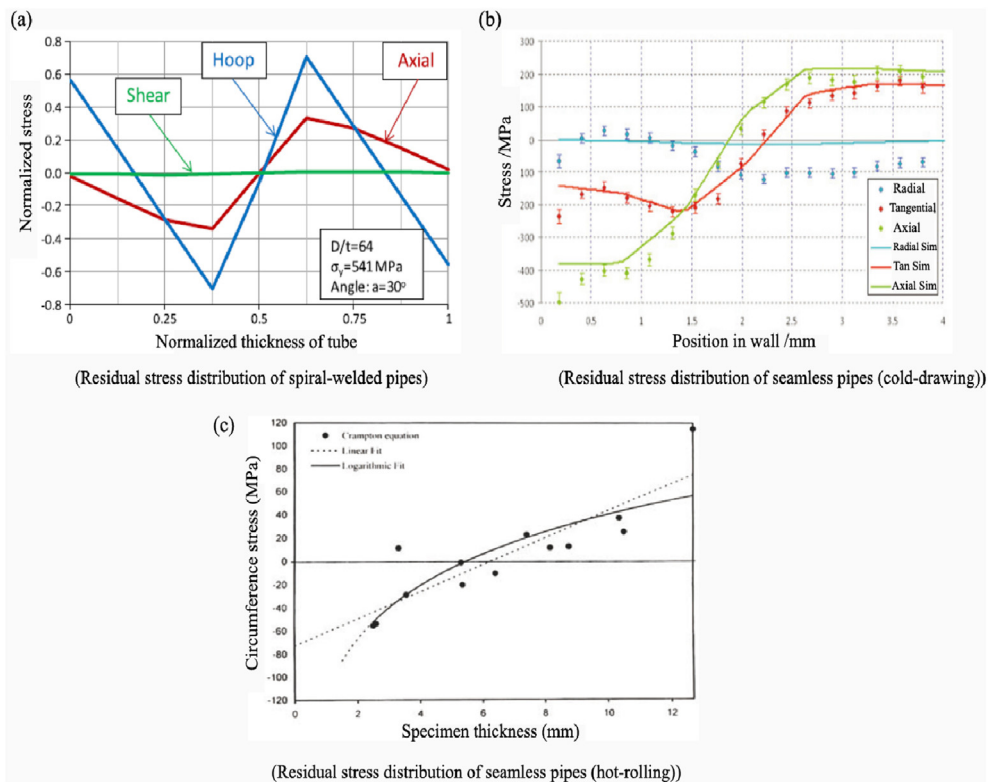 (a)
0.8
0.6
0.4
0.2
0.0
-0.2
-0.4
-0.6
-0.8
Normalized stress
Hoop
Axial
Shear
D/t=64
σY=541 MPa
Angle: a=30°
0
0.25
0.5
0.75
1
Normalized thickness of tube
(Residual stress distribution of spiral-welded pipes)
(b)
300
200
100
0
100
200
-300
-400
-500
Stress /MPa
Radial
Tangential
Axial
Radial Sim
Tan Sim
Axial Sim
0
0.5
1
1.5
2
2.5
3
3.5
4
Position in wall /mm
(Residual stress distribution of seamless pipes (cold-drawing))
(c)
120
100
80
60
40
20
0
-20
-40
-60
-80
-100
-120
Circumference stress (MPa)
Crampton equation
Linear Fit
Logarithmic Fit
0
2
4
6
8
10
12
Specimen thickness (mm)
(Residual stress distribution of seamless pipes (hot-rolling))